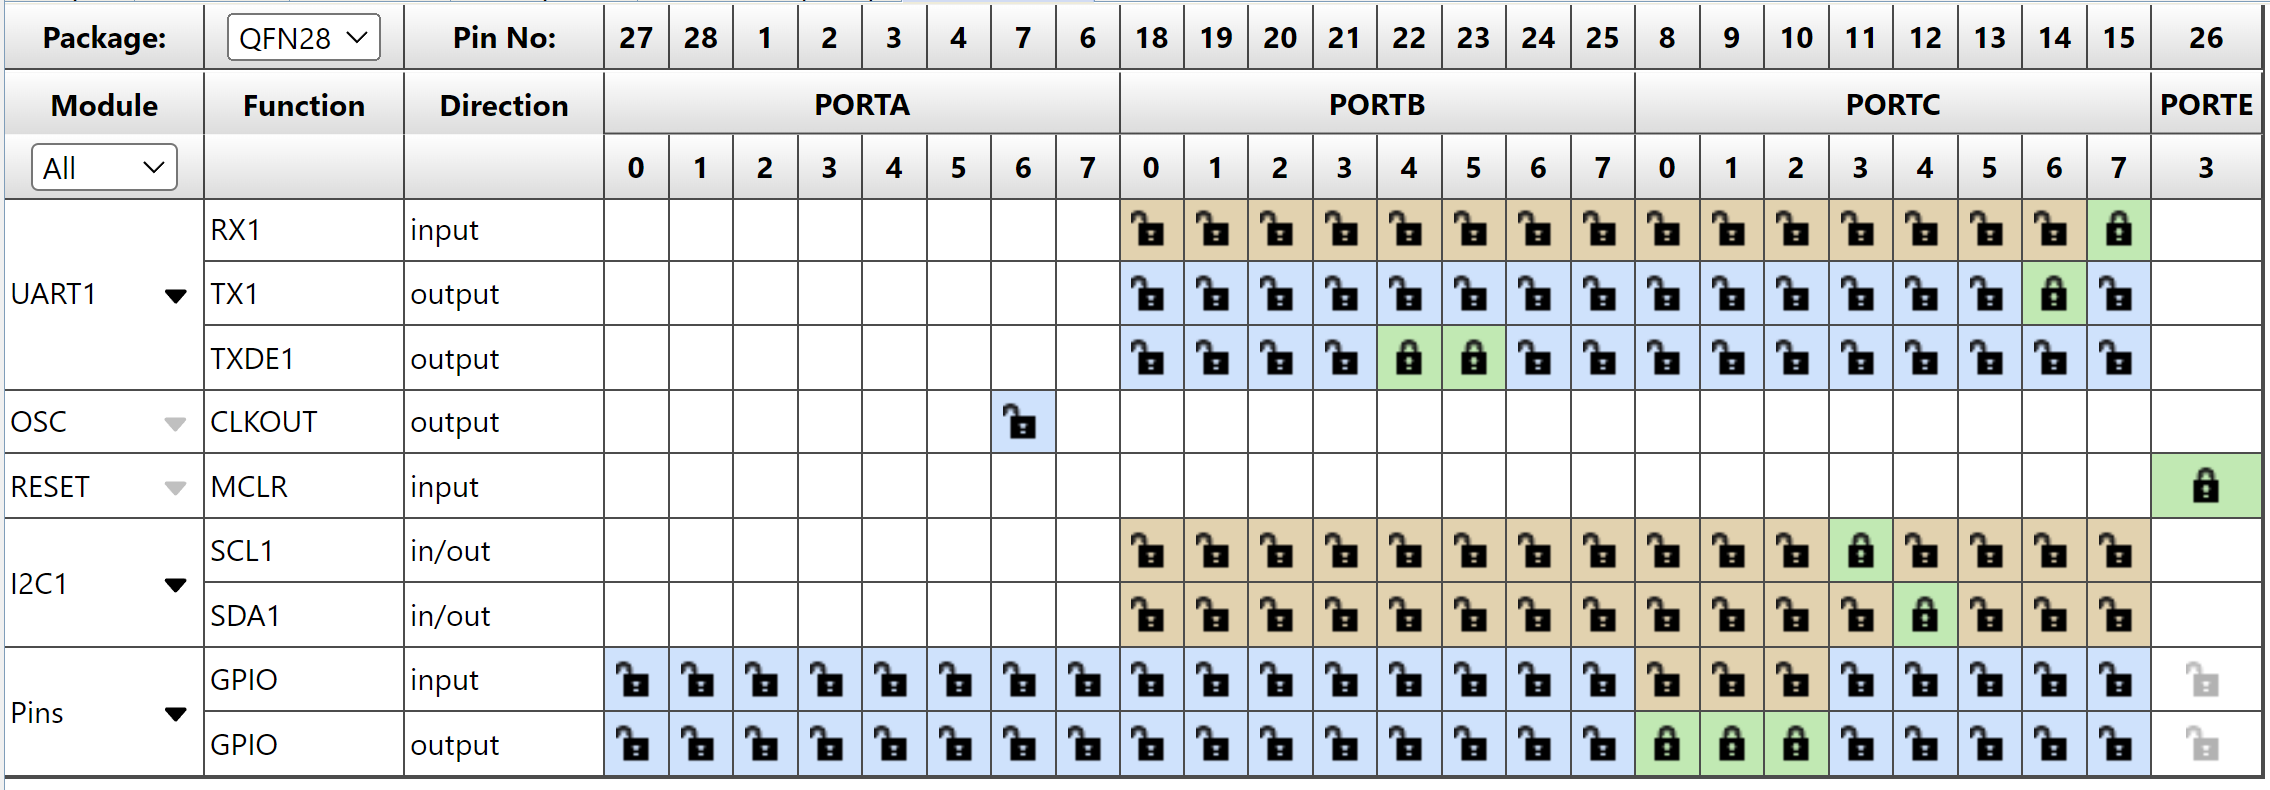 Package: QFN28 Pin No: 27 28 1 2 3 4 7 6 18 19 20 21 22 23 24 25 8 9 10 11 12 13 14 15 26
Module Function Direction PORTA PORTB PORTC PORTE
All 0 1 2 3 4 5 6 7 0 1 2 3 4 5 6 7 0 1 2 3 4 5 6 7 3
RX1 input
UART1 TX1 output
TXDE1 output
OSC CLKOUT output
RESET MCLR input
I2C1 SCL1 in/out
SDA1 in/out
Pins GPIO input
GPIO output